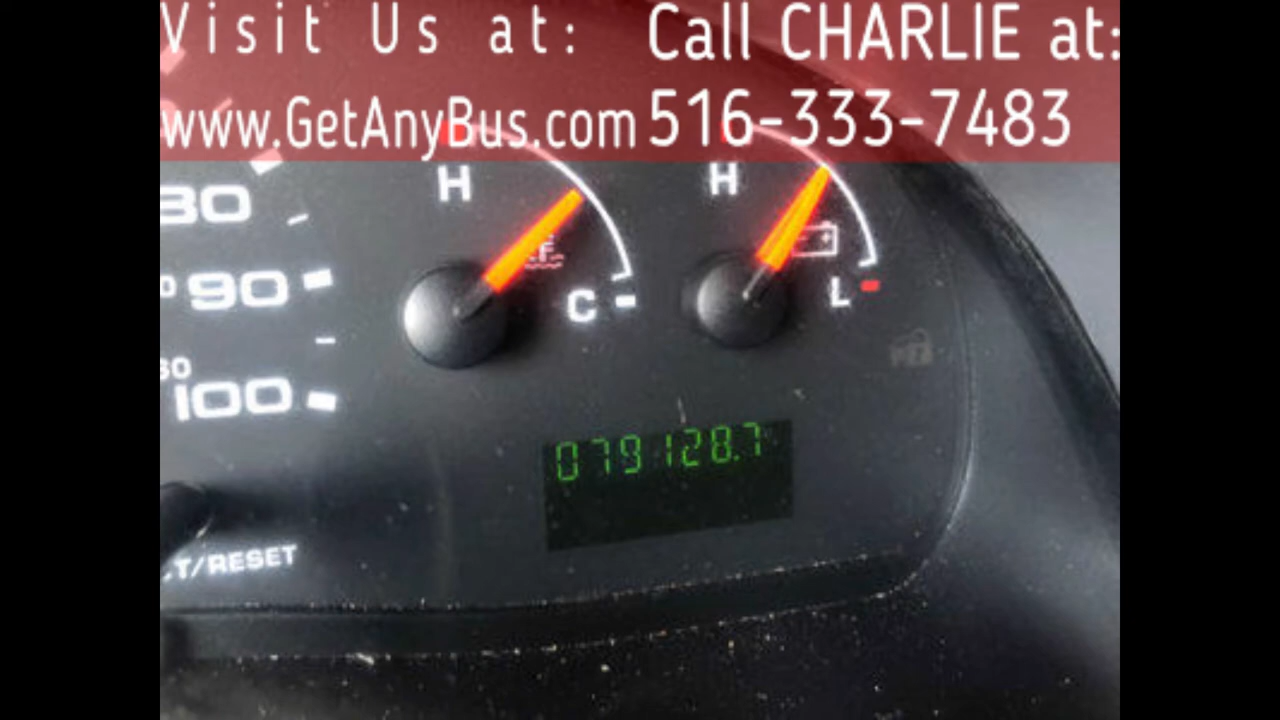 Visit Us at:
www.GetAnyBus.com
Call CHARLIE at:
516-333-7483
H
C
H
L
80
90
100
079128.7
T/RESET